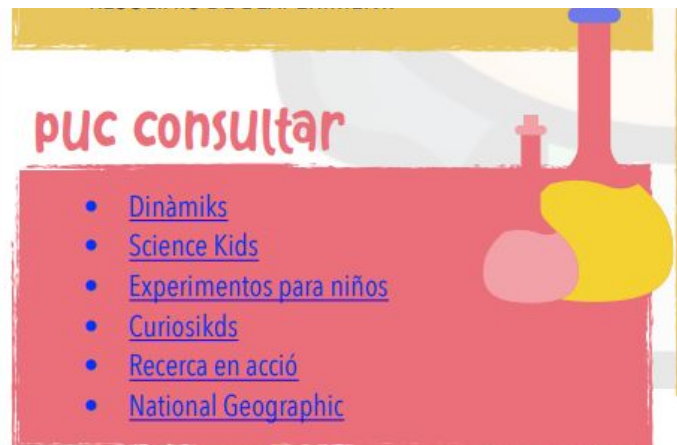 puc consultar
Dinàmiks
Science Kids
Experimentos para niños
Curiosikds
Recerca en acció
National Geographic